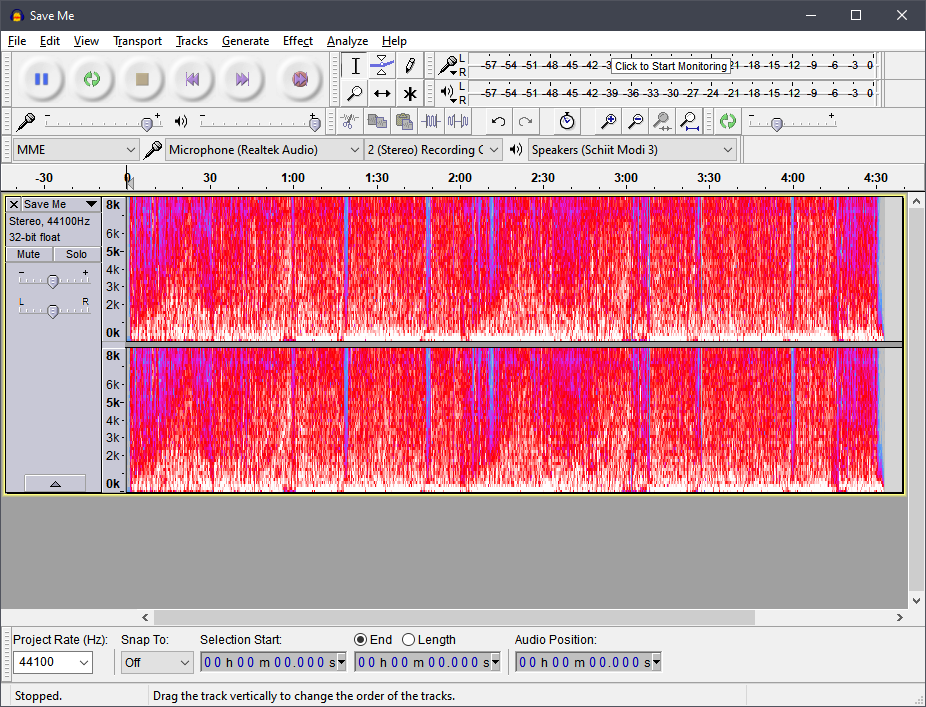 Save Me
File Edit View Transport Tracks Generate Effect Analyze Help
L
R
-57 -54 -51 -48 -45 -42 -3 Click to Start Monitoring -21 -18 -15 -12 -9 -6 -3 0
L
R
-57 -54 -51 -48 -45 -42 -39 -36 -33 -30 -27 -24 -21 -18 -15 -12 -9 -6 -3 0
- + - + - +
MME Microphone (Realtek Audio) 2 (Stereo) Recording C Speakers (Schiit Modi 3)
-30 0 30 1:00 1:30 2:00 2:30 3:00 3:30 4:00 4:30
Save Me
Stereo, 44100Hz
32-bit float
Mute Solo
- +
L R
8k
6k
5k
4k
3k
2k
0k
8k
6k
5k
4k
3k
2k
0k
Project Rate (Hz): Snap To: Selection Start: End Length Audio Position:
44100 Off 00 h 00 m 00.000 s 00 h 00 m 00.000 s 00 h 00 m 00.000 s
Stopped. Drag the track vertically to change the order of the tracks.